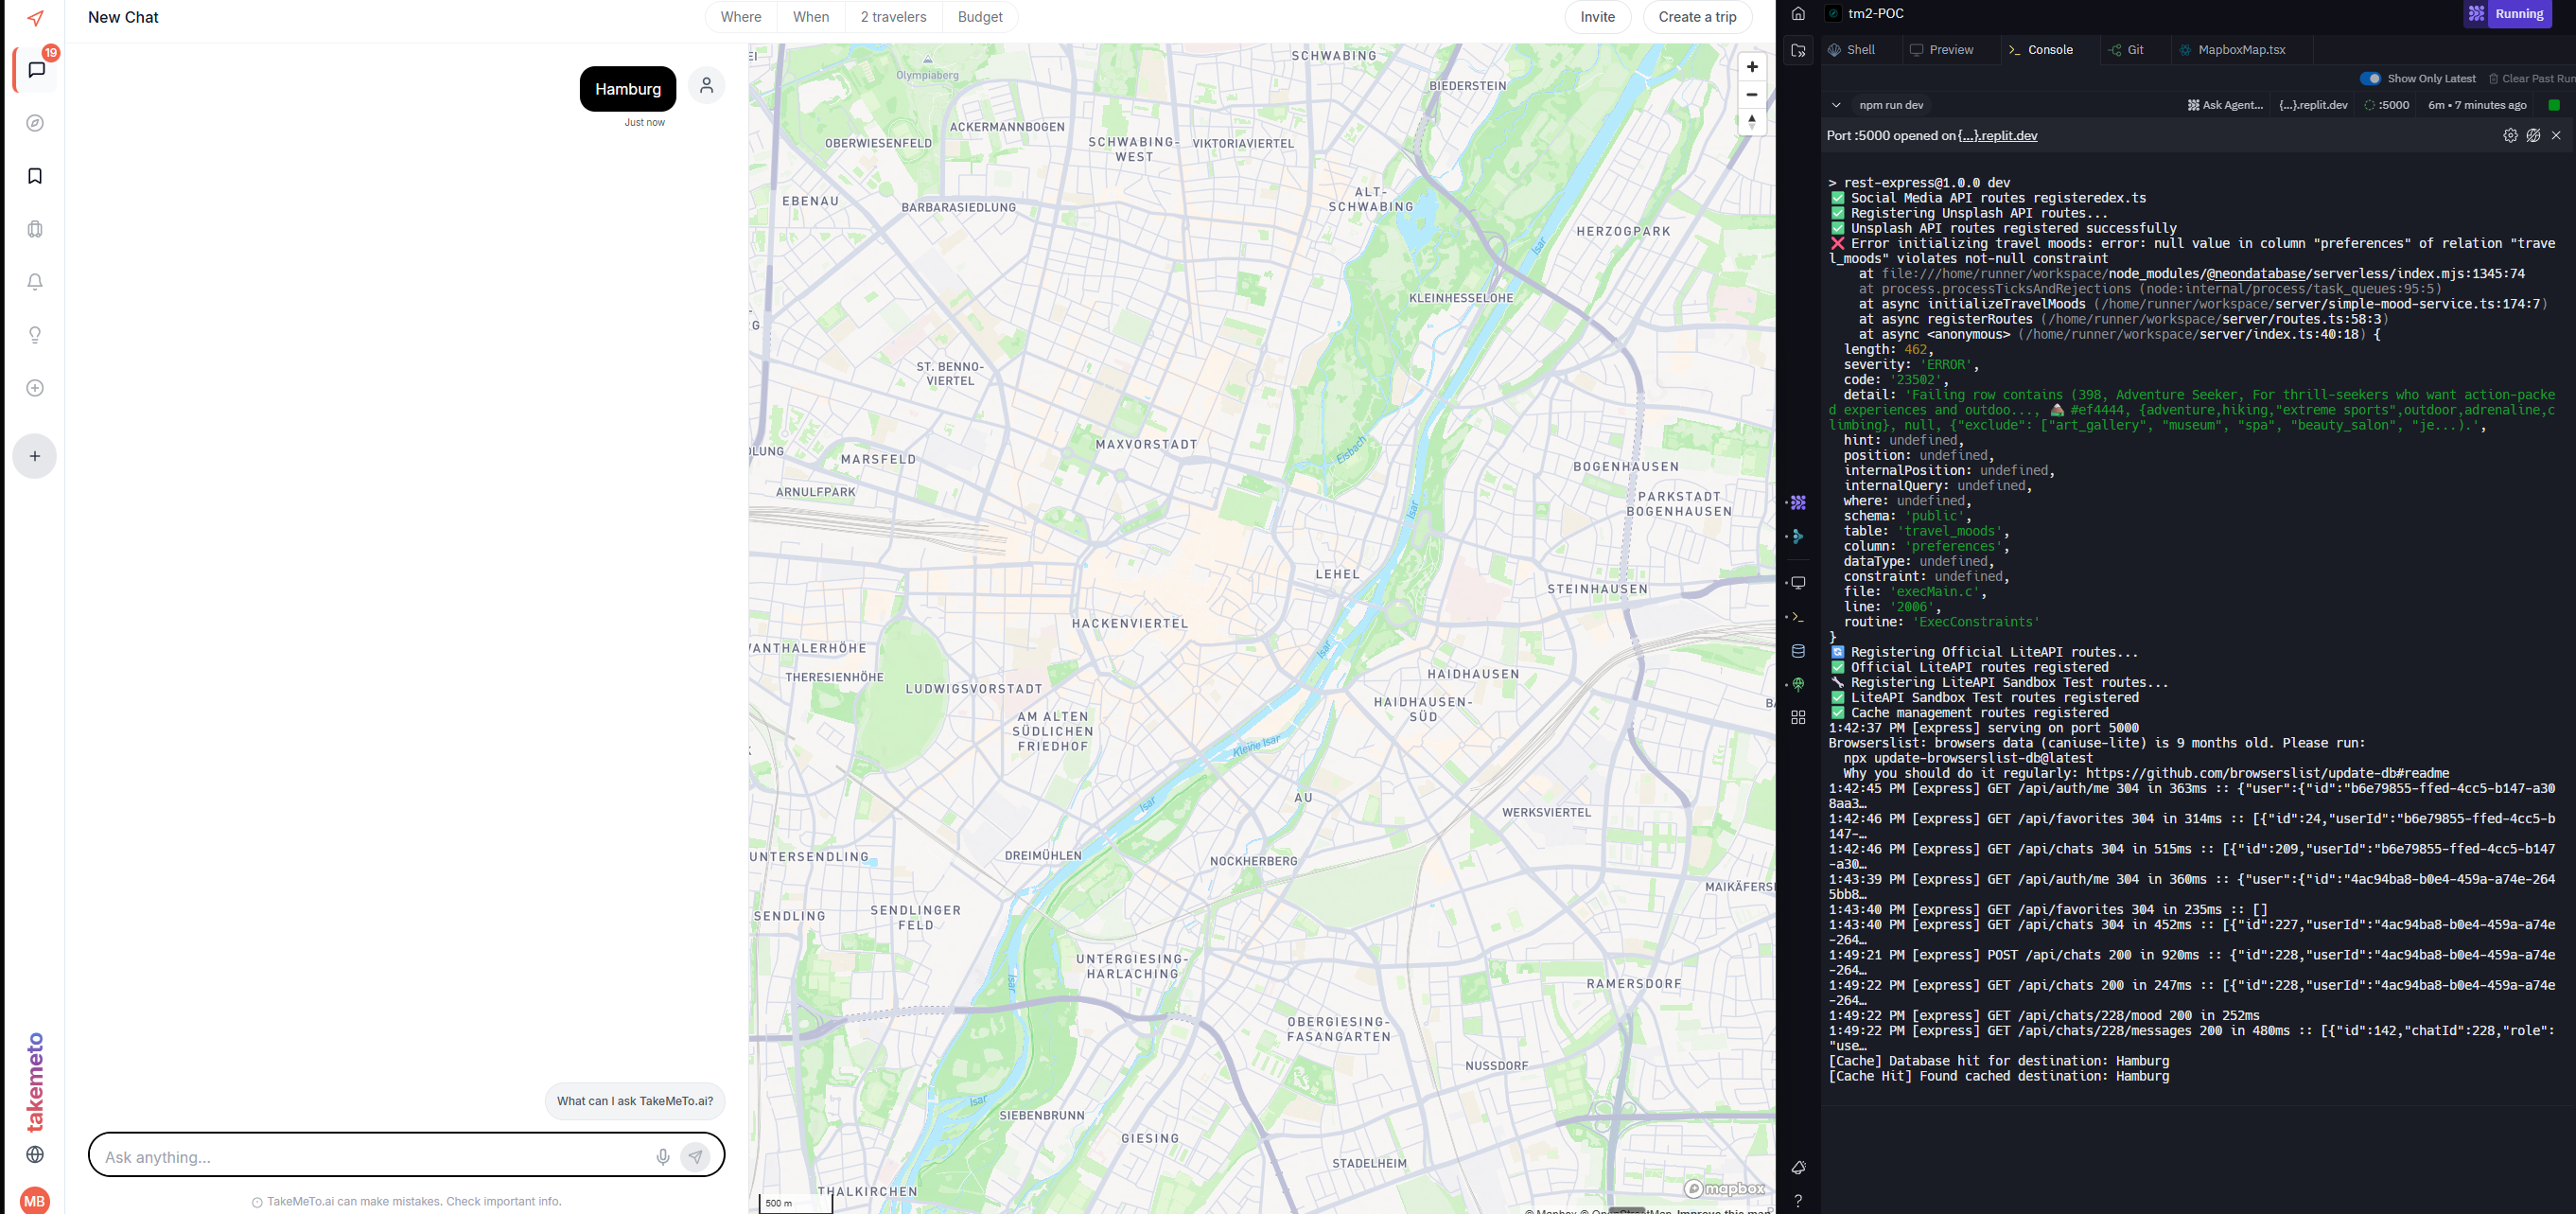 New Chat
Where
When
2 travelers
Budget
Invite
Create a trip
19
Hamburg
Just now
What can I ask TakeMeTo.ai?
Ask anything...
TakeMeTo.ai can make mistakes. Check important info.
takemeto
MB
Olympiaberg
SCHWABING
BIEDERSTEIN
ACKERMANNBOGEN
OBERWIESENFELD
SCHWABING-
WEST
VIKTORIAVIERTEL
ALT-
SCHWABING
EBENAU
BARBARASIEDLUNG
HERZOGPARK
Isar
KLEINHESSELOHE
ST. BENNO-
VIERTEL
MAXVORSTADT
Eisbach
MARSFELD
BOGENHAUSEN
ARNULFPARK
PARKSTADT
BOGENHAUSEN
Isar
LEHEL
STEINHAUSEN
HACKENVIERTEL
Isar
THERESIENHÖHE
LUDWIGSVORSTADT
HAIDHAUSEN
AM ALTEN
SÜDLICHEN
FRIEDHOF
HAIDHAUSEN-
SÜD
Kleine Isar
Isar
AU
WERKSVIERTEL
UNTERSENDLING
DREIMÜHLEN
NOCKHERBERG
MAIKÄFERS
SENDLING
SENDLINGER
FELD
UNTERGIESING-
HARLACHING
Isar
RAMERSDORF
OBERGIESING-
FASANGARTEN
NUSSDORF
Isar
SIEBENBRUNN
GIESING
STADELHEIM
THALKIRCHEN
500 m
mapbox
© Mapbox © OpenStreetMap Improve this map
tm2-POC
Running
Shell
Preview
Console
Git
MapboxMap.tsx
Show Only Latest
Clear Past Run
npm run dev
Ask Agent...
{...}.replit.dev
:5000
6m • 7 minutes ago
Port :5000 opened on {...}.replit.dev
> rest-express@1.0.0 dev
✅ Social Media API routes registeredex.ts
✅ Registering Unsplash API routes...
✅ Unsplash API routes registered successfully
❌ Error initializing travel moods: error: null value in column "preferences" of relation "trave
l_moods" violates not-null constraint
at file:///home/runner/workspace/node_modules/@neondatabase/serverless/index.mjs:1345:74
at process.processTicksAndRejections (node:internal/process/task_queues:95:5)
at async initializeTravelMoods (/home/runner/workspace/server/simple-mood-service.ts:174:7)
at async registerRoutes (/home/runner/workspace/server/routes.ts:58:3)
at async <anonymous> (/home/runner/workspace/server/index.ts:40:18) {
length: 462,
severity: 'ERROR',
code: '23502',
detail: 'Failing row contains (398, Adventure Seeker, For thrill-seekers who want action-packe
d experiences and outdoo..., #ef4444, {adventure,hiking,"extreme sports",outdoor,adrenaline,c
limbing}, null, {"exclude": ["art_gallery", "museum", "spa", "beauty_salon", "je...).',
hint: undefined,
position: undefined,
internalPosition: undefined,
internalQuery: undefined,
where: undefined,
schema: 'public',
table: 'travel_moods',
column: 'preferences',
dataType: undefined,
constraint: undefined,
file: 'execMain.c',
line: '2006',
routine: 'ExecConstraints'
}
🔄 Registering Official LiteAPI routes...
✅ Official LiteAPI routes registered
🔧 Registering LiteAPI Sandbox Test routes...
✅ LiteAPI Sandbox Test routes registered
✅ Cache management routes registered
1:42:37 PM [express] serving on port 5000
Browserslist: browsers data (caniuse-lite) is 9 months old. Please run:
npx update-browserslist-db@latest
Why you should do it regularly: https://github.com/browserslist/update-db#readme
1:42:45 PM [express] GET /api/auth/me 304 in 363ms :: {"user":{"id":"b6e79855-ffed-4cc5-b147-a30
8aa3…
1:42:46 PM [express] GET /api/favorites 304 in 314ms :: [{"id":24,"userId":"b6e79855-ffed-4cc5-b
147-…
1:42:46 PM [express] GET /api/chats 304 in 515ms :: [{"id":209,"userId":"b6e79855-ffed-4cc5-b147
-a30…
1:43:39 PM [express] GET /api/auth/me 304 in 360ms :: {"user":{"id":"4ac94ba8-b0e4-459a-a74e-264
5bb8…
1:43:40 PM [express] GET /api/favorites 304 in 235ms :: []
1:43:40 PM [express] GET /api/chats 304 in 452ms :: [{"id":227,"userId":"4ac94ba8-b0e4-459a-a74e
-264…
1:49:21 PM [express] POST /api/chats 200 in 920ms :: {"id":228,"userId":"4ac94ba8-b0e4-459a-a74e
-264…
1:49:22 PM [express] GET /api/chats 200 in 247ms :: [{"id":228,"userId":"4ac94ba8-b0e4-459a-a74e
-264…
1:49:22 PM [express] GET /api/chats/228/mood 200 in 252ms
1:49:22 PM [express] GET /api/chats/228/messages 200 in 480ms :: [{"id":142,"chatId":228,"role":
"use…
[Cache] Database hit for destination: Hamburg
[Cache Hit] Found cached destination: Hamburg